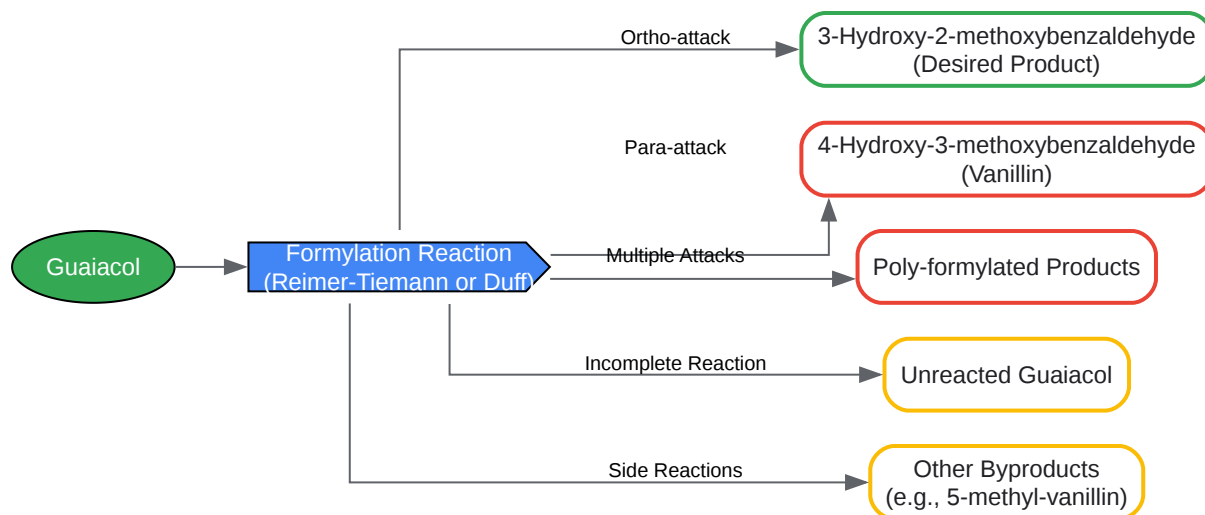 Ortho-attack
3-Hydroxy-2-methoxybenzaldehyde
(Desired Product)
Para-attack
4-Hydroxy-3-methoxybenzaldehyde
(Vanillin)
Guaiacol
Formylation Reaction
(Reimer-Tiemann or Duff)
Multiple Attacks
Poly-formylated Products
Incomplete Reaction
Unreacted Guaiacol
Side Reactions
Other Byproducts
(e.g., 5-methyl-vanillin)